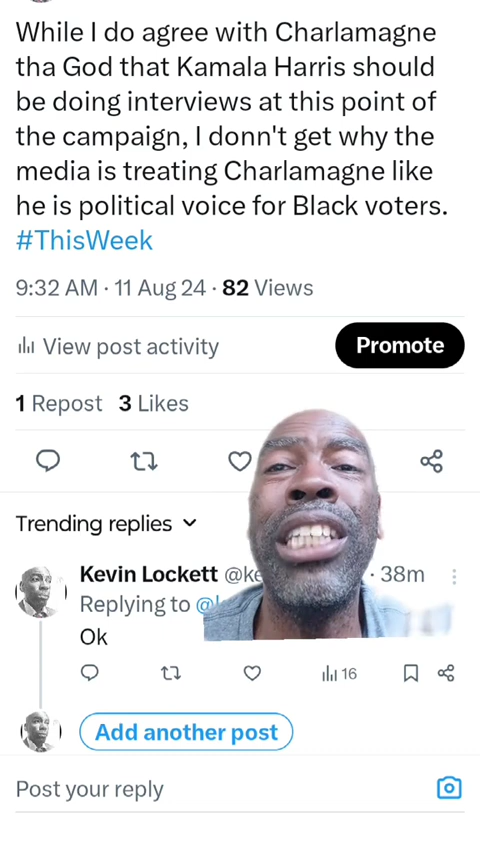 While I do agree with Charlamagne
tha God that Kamala Harris should
be doing interviews at this point of
the campaign, I donn't get why the
media is treating Charlamagne like
he is political voice for Black voters.
#ThisWeek
9:32 AM · 11 Aug 24 · 82 Views
View post activity
Promote
1 Repost 3 Likes
Trending replies
Kevin Lockett @ke · 38m
Replying to
Ok
16
Add another post
Post your reply